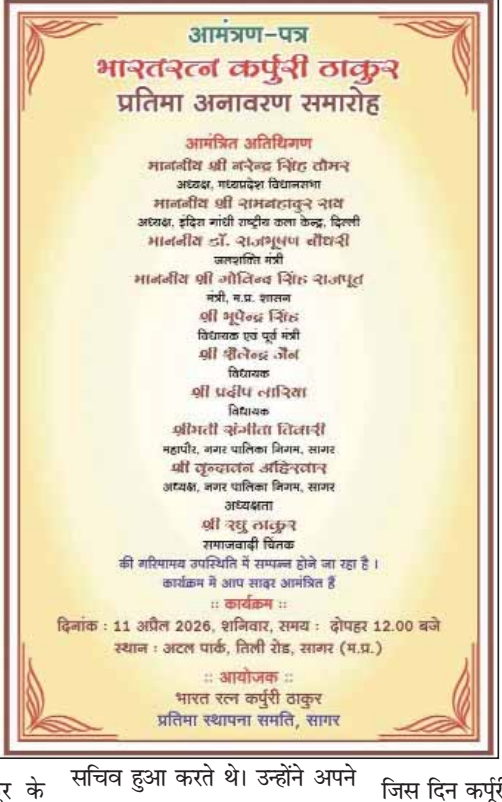 आमंत्रण-पत्र
भारतरत्न कर्पुरी ठाकुर
प्रतिमा अनावरण समारोह
आमंत्रित अतिथिगण
माननीय श्री नरेन्द्र सिंह तौमर
अध्यक्ष, मध्यप्रदेश विधानसभा
माननीय श्री रामबहादुर राय
अध्यक्ष, इंदिरा गांधी राष्ट्रीय कला केन्द्र, दिल्ली
माननीय डॉ. राजभूषण चौधरी
जलशक्ति मंत्री
माननीय श्री गोविन्द सिंह राजपूत
मंत्री, म.प्र. शासन
श्री भूपेन्द्र सिंह
विधायक एवं पूर्व मंत्री
श्री शैलेन्द्र जैन
विधायक
श्री प्रदीप लारिया
विधायक
श्रीमती संगीता तिवारी
महापौर, नगर पालिका निगम, सागर
श्री वृन्दावन अहिरवार
अध्यक्ष, नगर पालिका निगम, सागर
अध्यक्षता
श्री रघु ठाकुर
समाजवादी चिंतक
की गरिमामय उपस्थिति में सम्पन्न होने जा रहा है ।
कार्यक्रम में आप सादर आमंत्रित हैं
:: कार्यक्रम ::
दिनांक : 11 अप्रैल 2026, शनिवार, समय : दोपहर 12.00 बजे
स्थान : अटल पार्क, तिली रोड, सागर (म.प्र.)
:: आयोजक ::
भारत रत्न कर्पुरी ठाकुर
प्रतिमा स्थापना समति, सागर
के
सचिव हुआ करते थे। उन्होंने अपने
जिस दिन